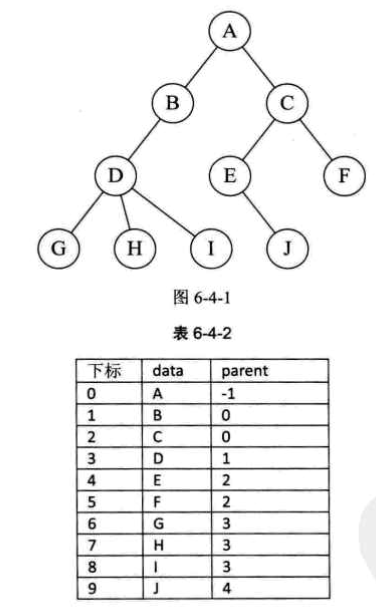 A
B
C
D
E
F
G
H
I
J
图 6-4-1
表 6-4-2
下标 data parent
0 A -1
1 B 0
2 C 0
3 D 1
4 E 2
5 F 2
6 G 3
7 H 3
8 I 3
9 J 4